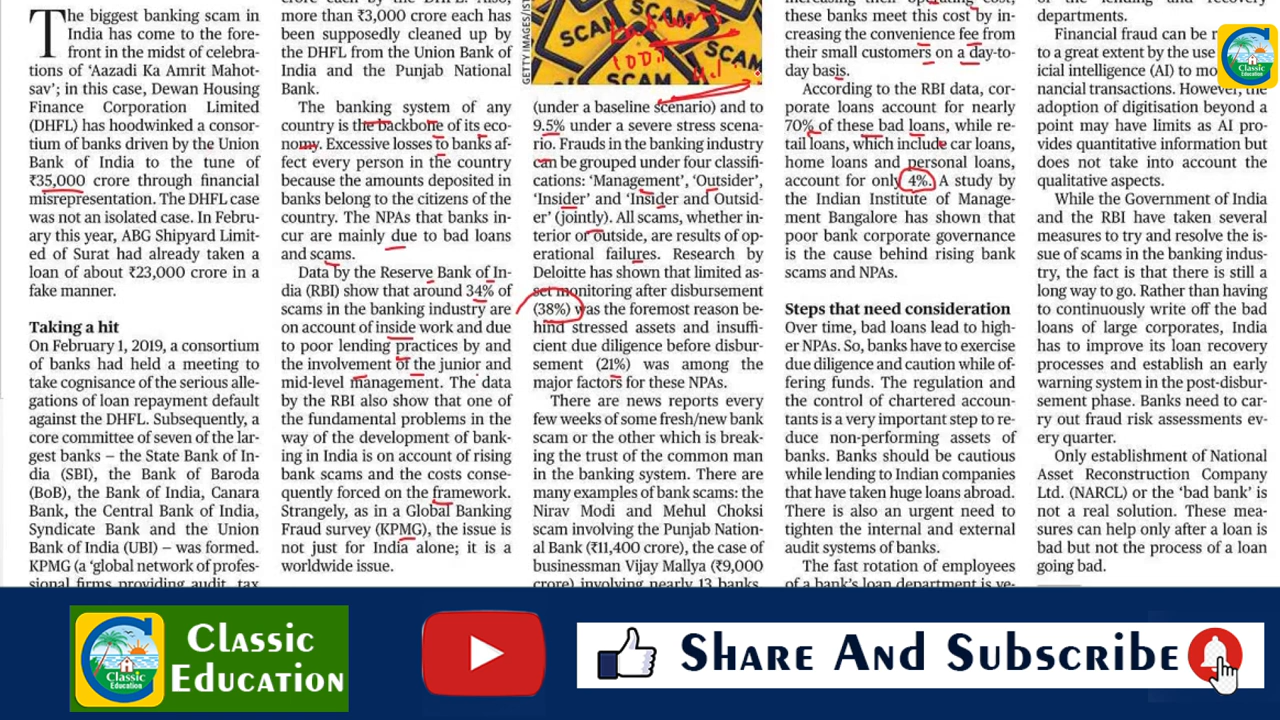 The biggest banking scam in
India has come to the fore-
front in the midst of celebra-
tions of ‘Aazadi Ka Amrit Mahot-
sav’; in this case, Dewan Housing
Finance Corporation Limited
(DHFL) has hoodwinked a consor-
tium of banks driven by the Union
Bank of India to the tune of
₹35,000 crore through financial
misrepresentation. The DHFL case
was not an isolated case. In Febru-
ary this year, ABG Shipyard Limit-
ed of Surat had already taken a
loan of about ₹23,000 crore in a
fake manner.
Taking a hit
On February 1, 2019, a consortium
of banks had held a meeting to
take cognisance of the serious alle-
gations of loan repayment default
against the DHFL. Subsequently, a
core committee of seven of the lar-
gest banks – the State Bank of In-
dia (SBI), the Bank of Baroda
(BoB), the Bank of India, Canara
Bank, the Central Bank of India,
Syndicate Bank and the Union
Bank of India (UBI) – was formed.
KPMG (a ‘global network of profes-
sional firms providing audit, tax
crore each by the DHFL. Also,
more than ₹3,000 crore each has
been supposedly cleaned up by
the DHFL from the Union Bank of
India and the Punjab National
Bank.
The banking system of any
country is the backbone of its eco-
nomy. Excessive losses to banks af-
fect every person in the country
because the amounts deposited in
banks belong to the citizens of the
country. The NPAs that banks in-
cur are mainly due to bad loans
and scams.
Data by the Reserve Bank of In-
dia (RBI) show that around 34% of
scams in the banking industry are
on account of inside work and due
to poor lending practices by and
the involvement of the junior and
mid-level management. The data
by the RBI also show that one of
the fundamental problems in the
way of the development of bank-
ing in India is on account of rising
bank scams and the costs conse-
quently forced on the framework.
Strangely, as in a Global Banking
Fraud survey (KPMG), the issue is
not just for India alone; it is a
worldwide issue.
GETTY IMAGES/IST
SCAM
SCAM
SCAM
SCAM
(under a baseline scenario) and to
9.5% under a severe stress scena-
rio. Frauds in the banking industry
can be grouped under four classifi-
cations: ‘Management’, ‘Outsider’,
‘Insider’ and ‘Insider and Outsid-
er’ (jointly). All scams, whether in-
terior or outside, are results of op-
erational failures. Research by
Deloitte has shown that limited as-
set monitoring after disbursement
(38%) was the foremost reason be-
hind stressed assets and insuffi-
cient due diligence before disbur-
sement (21%) was among the
major factors for these NPAs.
There are news reports every
few weeks of some fresh/new bank
scam or the other which is break-
ing the trust of the common man
in the banking system. There are
many examples of bank scams: the
Nirav Modi and Mehul Choksi
scam involving the Punjab Nation-
al Bank (₹11,400 crore), the case of
businessman Vijay Mallya (₹9,000
crore) involving nearly 13 banks,
increasing their operating cost,
these banks meet this cost by in-
creasing the convenience fee from
their small customers on a day-to-
day basis.
According to the RBI data, cor-
porate loans account for nearly
70% of these bad loans, while re-
tail loans, which include car loans,
home loans and personal loans,
account for only 4%. A study by
the Indian Institute of Manage-
ment Bangalore has shown that
poor bank corporate governance
is the cause behind rising bank
scams and NPAs.
Steps that need consideration
Over time, bad loans lead to high-
er NPAs. So, banks have to exercise
due diligence and caution while of-
fering funds. The regulation and
the control of chartered accoun-
tants is a very important step to re-
duce non-performing assets of
banks. Banks should be cautious
while lending to Indian companies
that have taken huge loans abroad.
There is also an urgent need to
tighten the internal and external
audit systems of banks.
The fast rotation of employees
of a bank’s loan department is ve-
of the lending and recovery
departments.
Financial fraud can be r
to a great extent by the use
icial intelligence (AI) to mo
nancial transactions. However, the
adoption of digitisation beyond a
point may have limits as AI pro-
vides quantitative information but
does not take into account the
qualitative aspects.
While the Government of India
and the RBI have taken several
measures to try and resolve the is-
sue of scams in the banking indus-
try, the fact is that there is still a
long way to go. Rather than having
to continuously write off the bad
loans of large corporates, India
has to improve its loan recovery
processes and establish an early
warning system in the post-disbur-
sement phase. Banks need to car-
ry out fraud risk assessments ev-
ery quarter.
Only establishment of National
Asset Reconstruction Company
Ltd. (NARCL) or the ‘bad bank’ is
not a real solution. These mea-
sures can help only after a loan is
bad but not the process of a loan
going bad.
Classic
Education
Classic
Education
Classic
EDUCATION
SHARE AND SUBSCRIBE